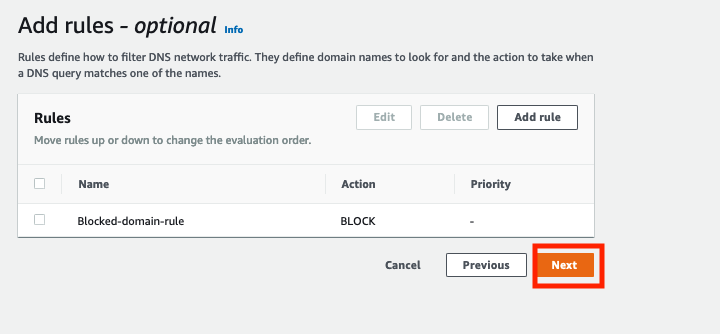 Add rules - optional Info
Rules define how to filter DNS network traffic. They define domain names to look for and the action to take when
a DNS query matches one of the names.
Rules Edit Delete Add rule
Move rules up or down to change the evaluation order.
Name Action Priority
Blocked-domain-rule BLOCK -
Cancel Previous Next